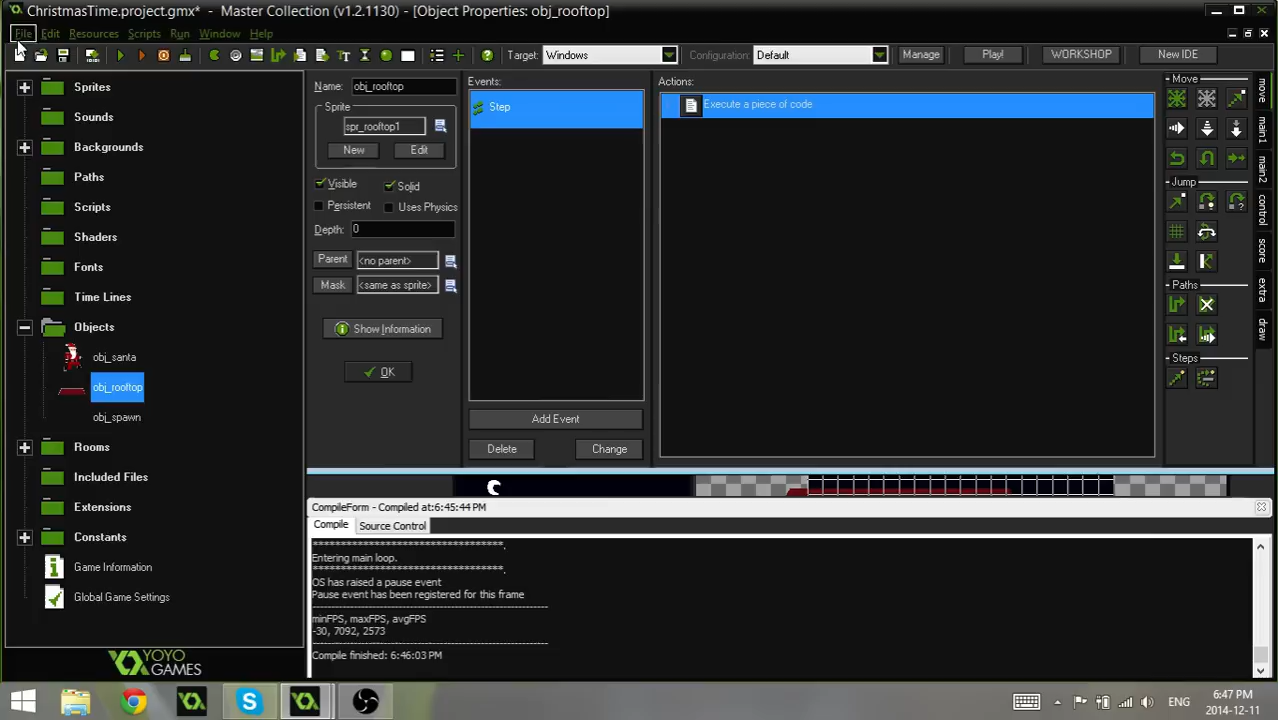 ChristmasTime.project.gmx* - Master Collection (v1.2.1130) - [Object Properties: obj_rooftop]
File Edit Resources Scripts Run Window Help
Target: Windows Configuration: Default Manage Play! WORKSHOP New IDE
Sprites
Sounds
Backgrounds
Paths
Scripts
Shaders
Fonts
Time Lines
Objects
obj_santa
obj_rooftop
obj_spawn
Rooms
Included Files
Extensions
Constants
Game Information
Global Game Settings
YOYO
GAMES
Name: obj_rooftop
Sprite
spr_rooftop1
New Edit
Visible Solid
Persistent Uses Physics
Depth: 0
Parent <no parent>
Mask <same as sprite>
Show Information
OK
Events:
Step
Add Event
Delete Change
Actions:
Execute a piece of code
Move
Jump
Paths:
Steps
move
main1
main2
control
score
extra
draw
CompileForm - Compiled at:6:45:44 PM
Compile Source Control
***********************************.
Entering main loop.
***********************************.
OS has raised a pause event
Pause event has been registered for this frame
minFPS, maxFPS, avgFPS
-30, 7092, 2573
Compile finished: 6:46:03 PM
ENG
6:47 PM
2014-12-11